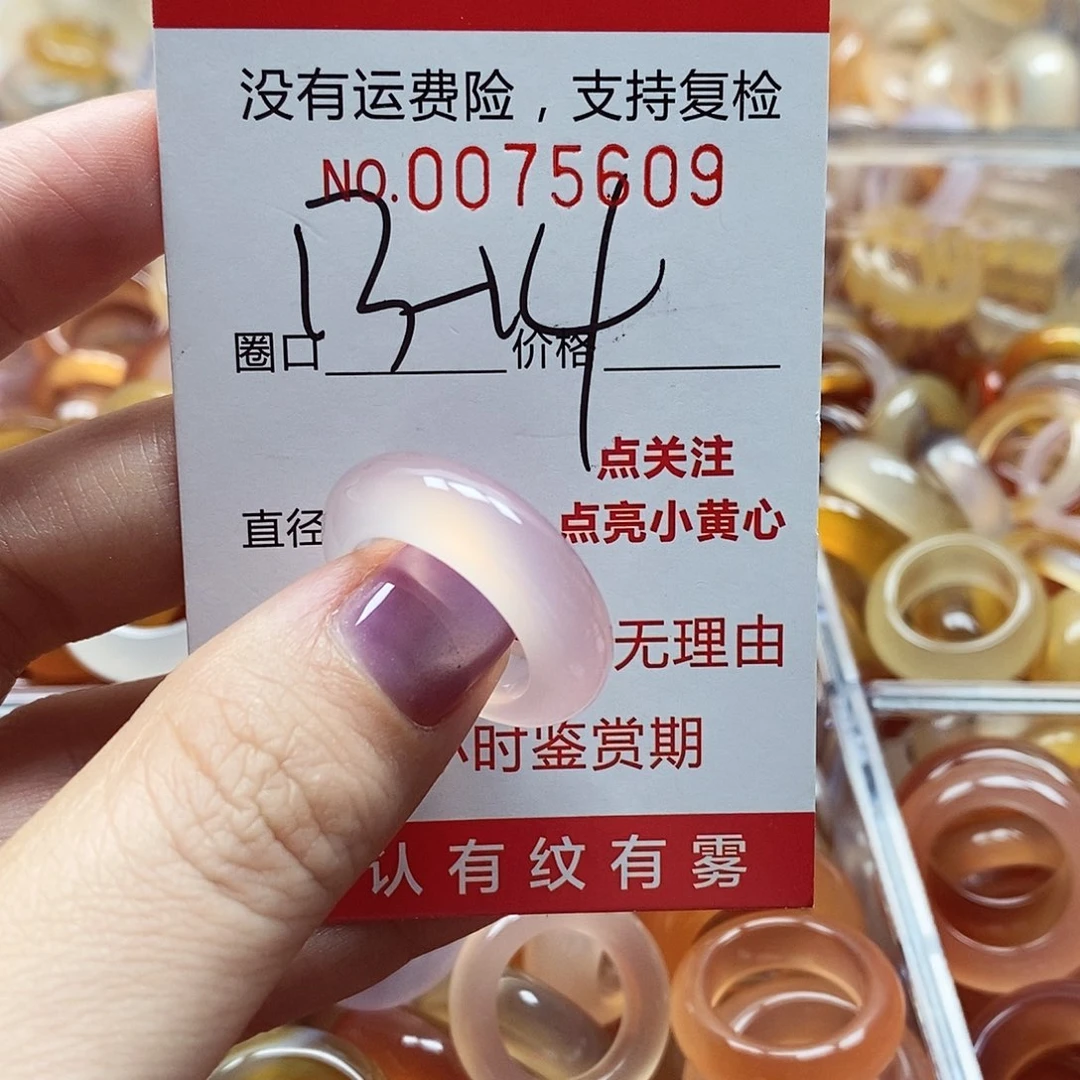 没有运费险，支持复检
NO.0075609
13-14
圈口 价格
点关注
直径
点亮小黄心
无理由
小时鉴赏期
认有纹有雾